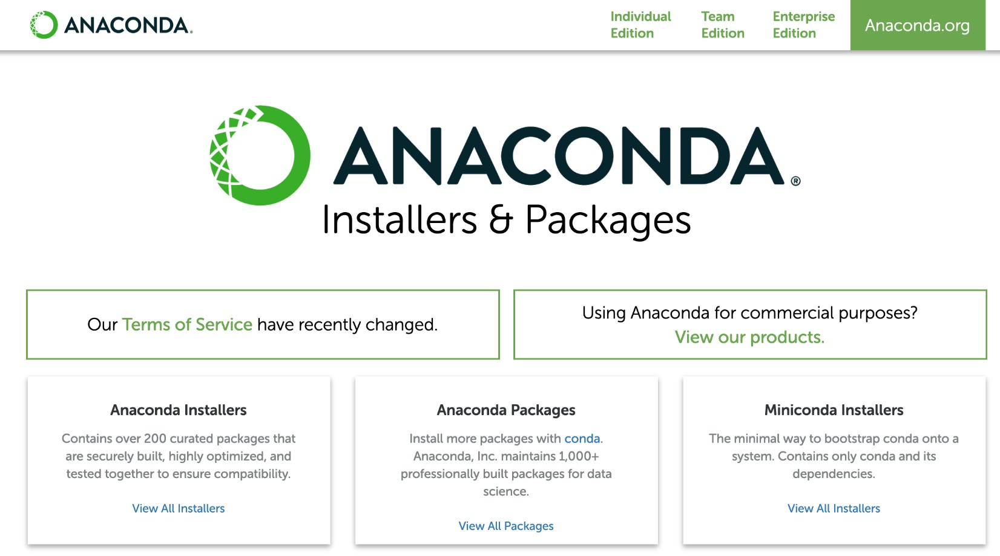 ANACONDA.
Individual
Edition
Team
Edition
Enterprise
Edition
Anaconda.org
ANACONDA.®
Installers & Packages
Our Terms of Service have recently changed.
Using Anaconda for commercial purposes?
View our products.
Anaconda Installers
Contains over 200 curated packages that
are securely built, highly optimized, and
tested together to ensure compatibility.
View All Installers
Anaconda Packages
Install more packages with conda.
Anaconda, Inc. maintains 1,000+
professionally built packages for data
science.
View All Packages
Miniconda Installers
The minimal way to bootstrap conda onto a
system. Contains only conda and its
dependencies.
View All Installers